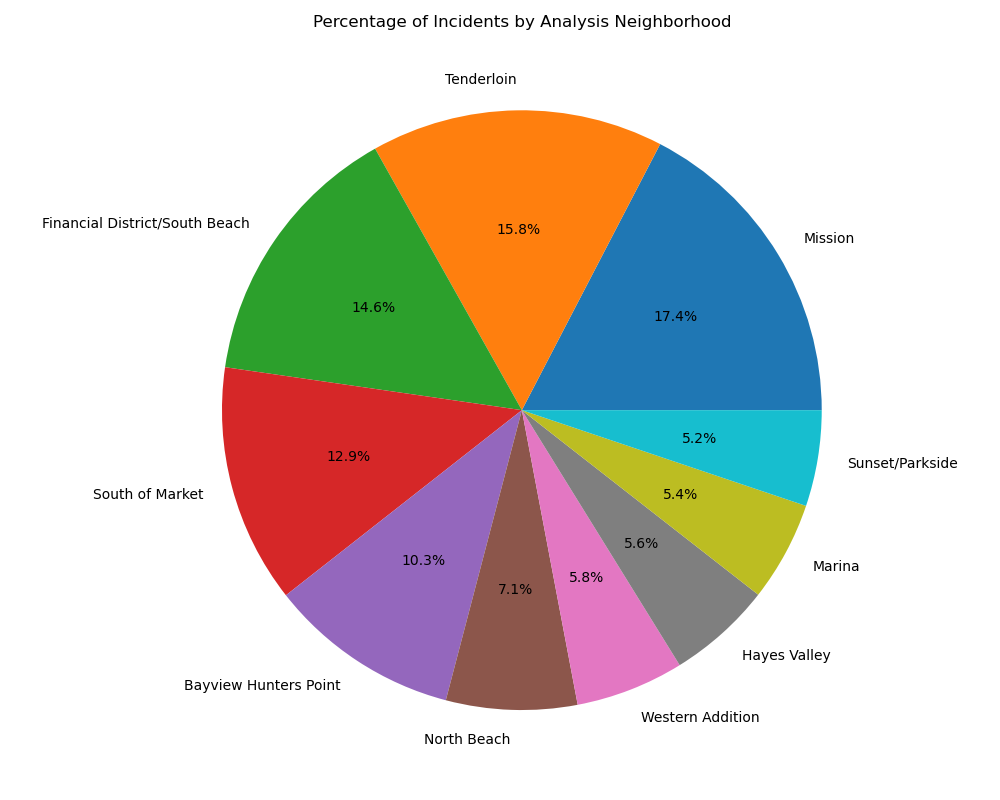 Percentage of Incidents by Analysis Neighborhood
Tenderloin
Financial District/South Beach
Mission
15.8%
14.6%
17.4%
12.9%
5.2%
Sunset/Parkside
South of Market
5.4%
10.3%
5.6%
Marina
7.1%
5.8%
Hayes Valley
Bayview Hunters Point
Western Addition
North Beach